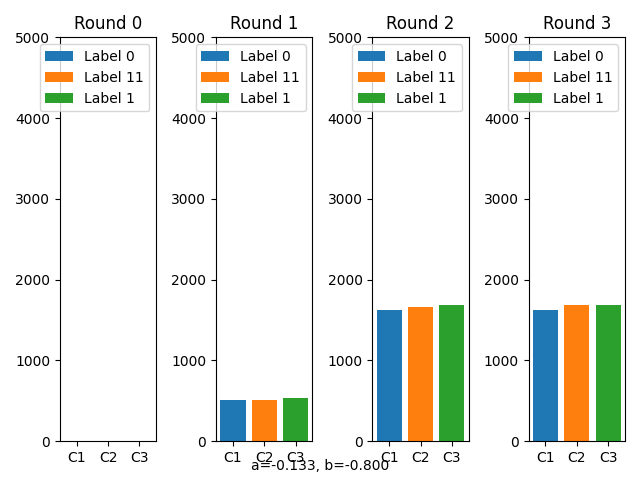 Round 0 Round 1 Round 2 Round 3
5000 5000 5000 5000
Label 0 Label 0 Label 0 Label 0
Label 11 Label 11 Label 11 Label 11
Label 1 Label 1 Label 1 Label 1
4000 4000 4000 4000
3000 3000 3000 3000
2000 2000 2000 2000
1000 1000 1000 1000
0 0 0 0
C1 C2 C3 C1 C2 C3 C1 C2 C3 C1 C2 C3
a=-0.133, b=-0.800